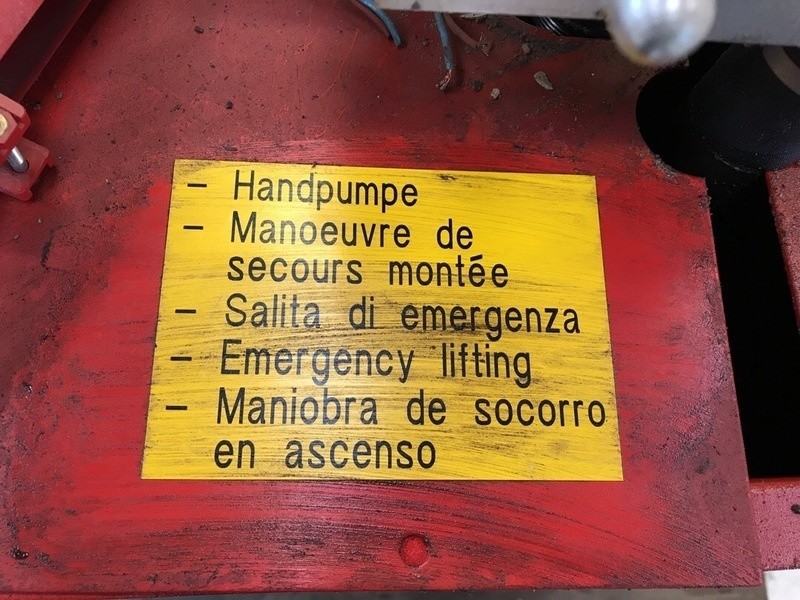 - Handpumpe
- Manoeuvre de
secours montée
- Salita di emergenza
- Emergency lifting
- Maniobra de socorro
en ascenso